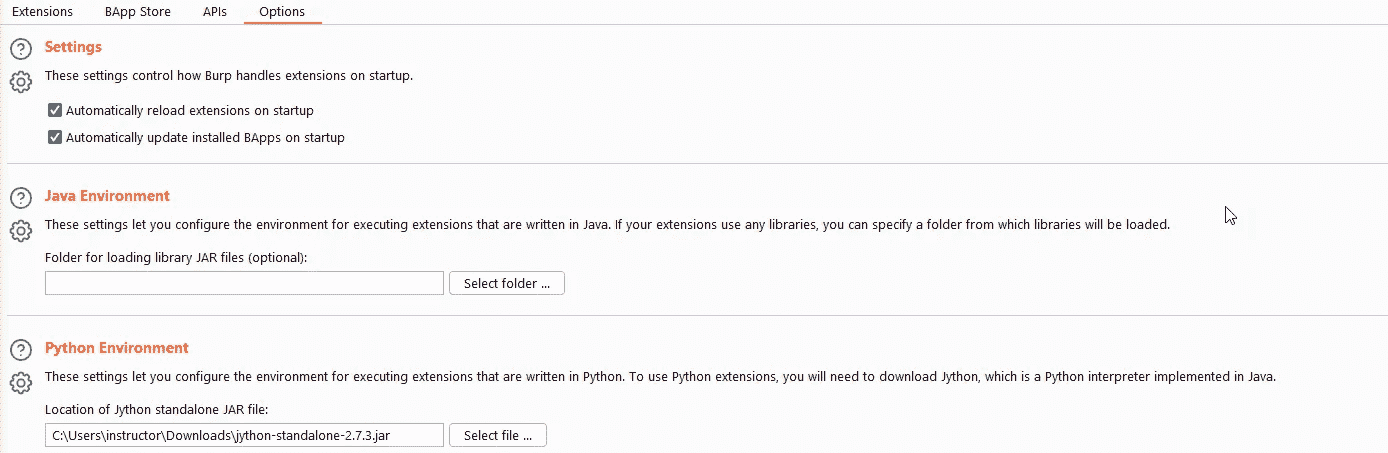 Extensions BApp Store APIs Options
Settings
These settings control how Burp handles extensions on startup.
Automatically reload extensions on startup
Automatically update installed BApps on startup
Java Environment
These settings let you configure the environment for executing extensions that are written in Java. If your extensions use any libraries, you can specify a folder from which libraries will be loaded.
Folder for loading library JAR files (optional):
Select folder ...
Python Environment
These settings let you configure the environment for executing extensions that are written in Python. To use Python extensions, you will need to download Jython, which is a Python interpreter implemented in Java.
Location of Jython standalone JAR file:
C:\Users\instructor\Downloads\jython-standalone-2.7.3.jar Select file ...